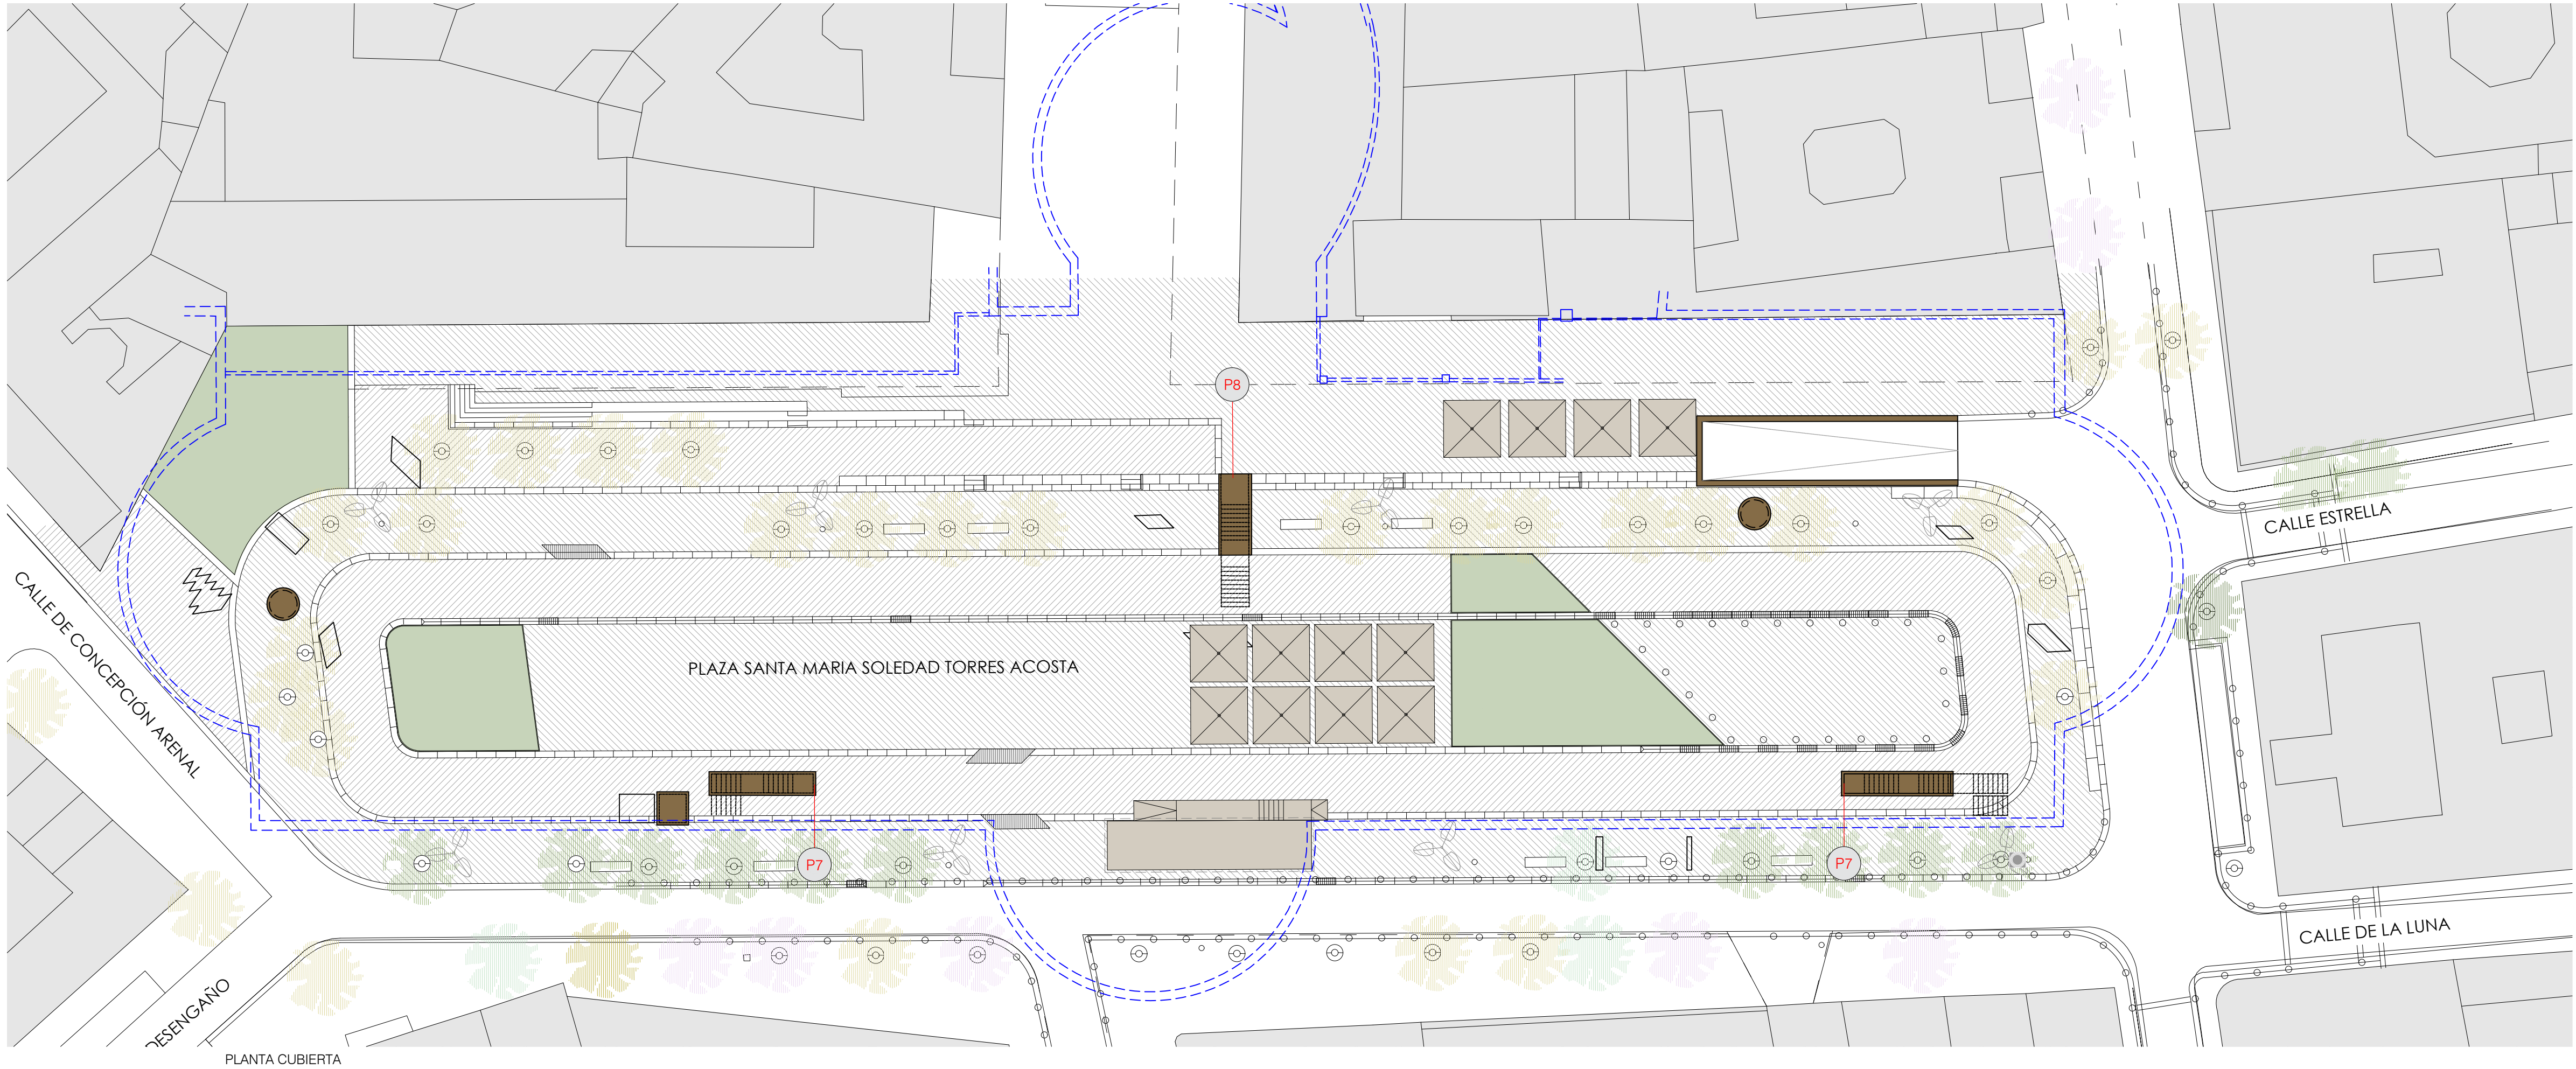 P8
CALLE ESTRELLA
CALLE DE CONCEPCIÓN ARENAL
PLAZA SANTA MARIA SOLEDAD TORRES ACOSTA
P7
P7
CALLE DE LA LUNA
DESENGAÑO
PLANTA CUBIERTA